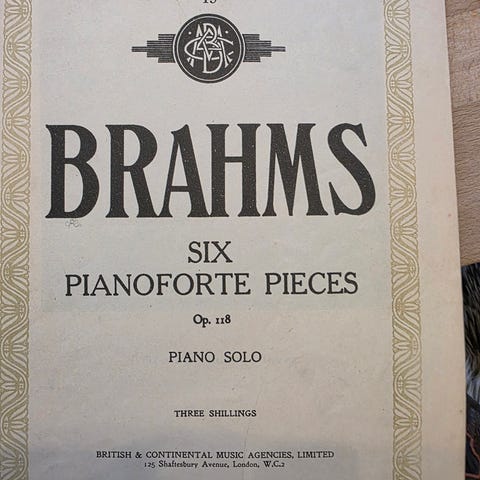 15
BRAHMS
SIX
PIANOFORTE PIECES
Op. 118
PIANO SOLO
THREE SHILLINGS
BRITISH & CONTINENTAL MUSIC AGENCIES, LIMITED
125 Shaftesbury Avenue, London, W.C.2